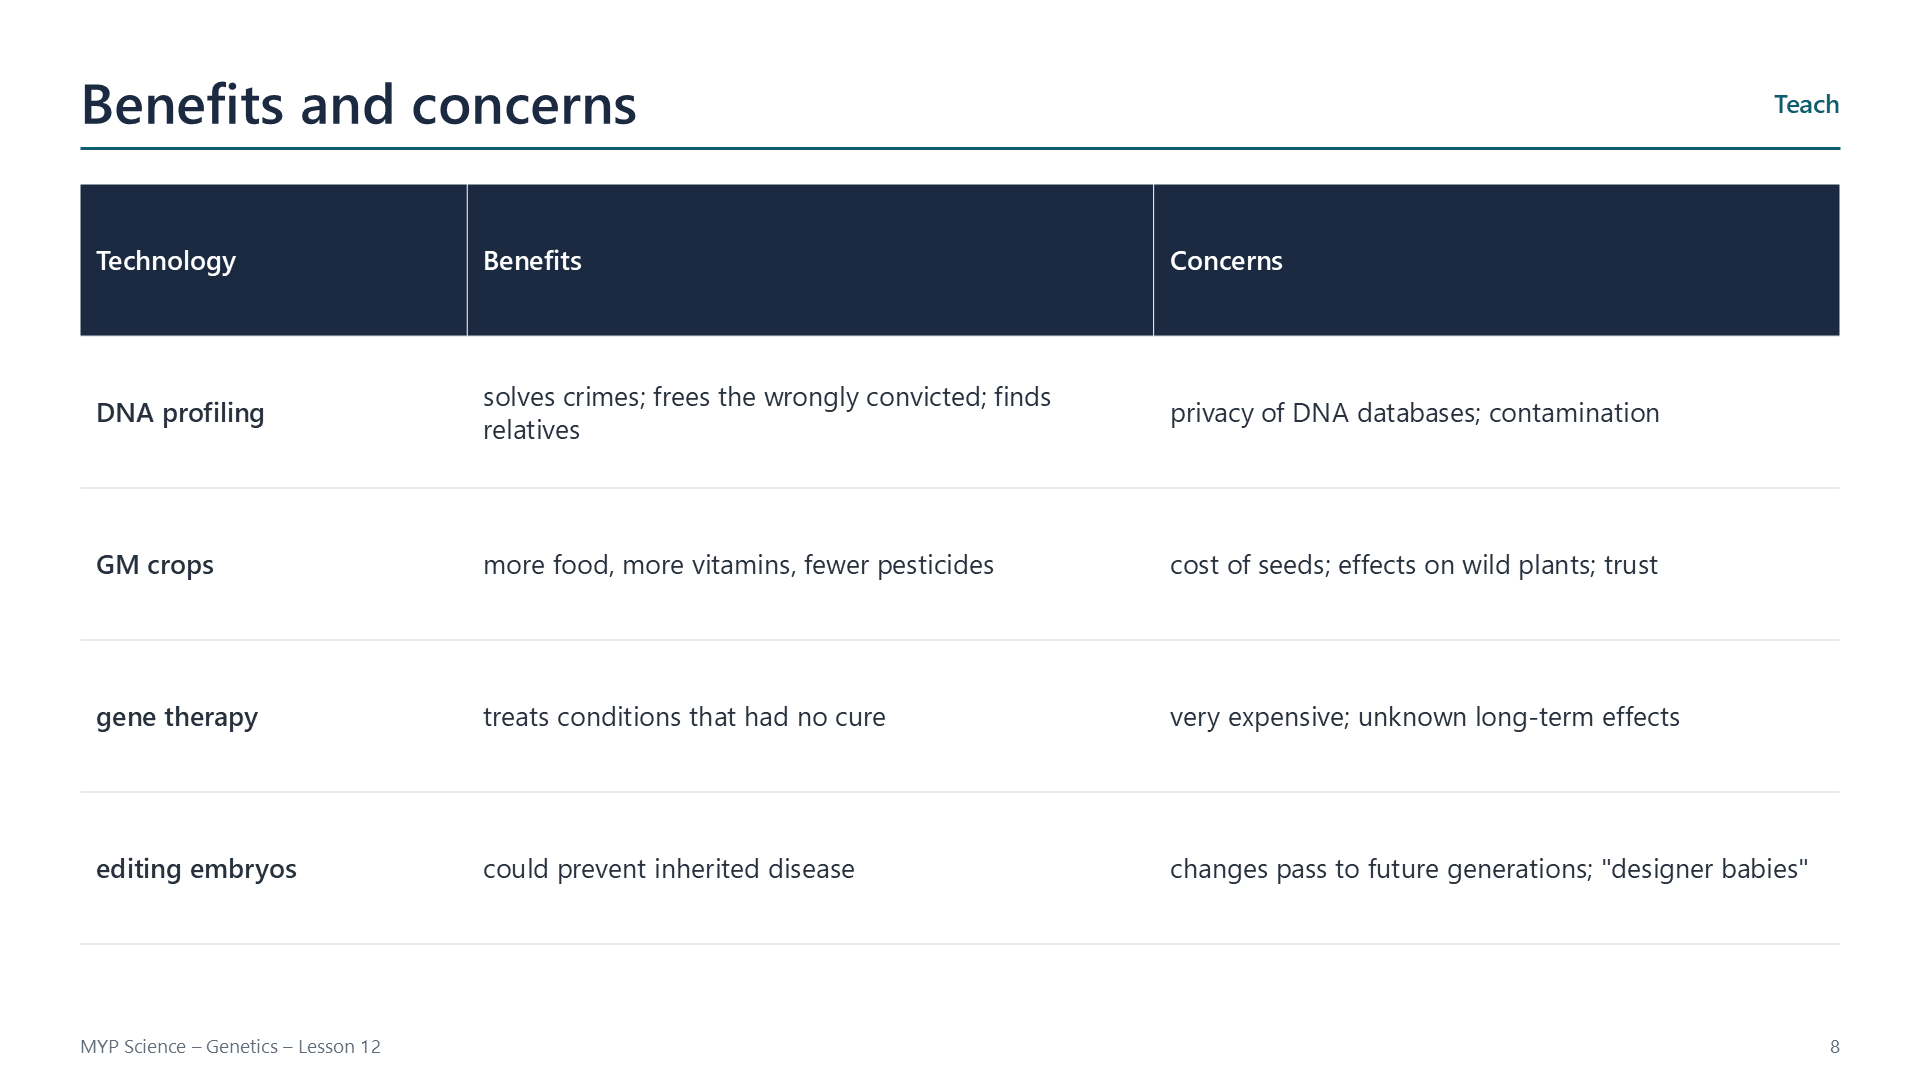 Benefits and concerns
Teach
Technology
Benefits
Concerns
DNA profiling
solves crimes; frees the wrongly convicted; finds
relatives
privacy of DNA databases; contamination
GM crops
more food, more vitamins, fewer pesticides
cost of seeds; effects on wild plants; trust
gene therapy
treats conditions that had no cure
very expensive; unknown long-term effects
editing embryos
could prevent inherited disease
changes pass to future generations; "designer babies"
MYP Science – Genetics – Lesson 12
8